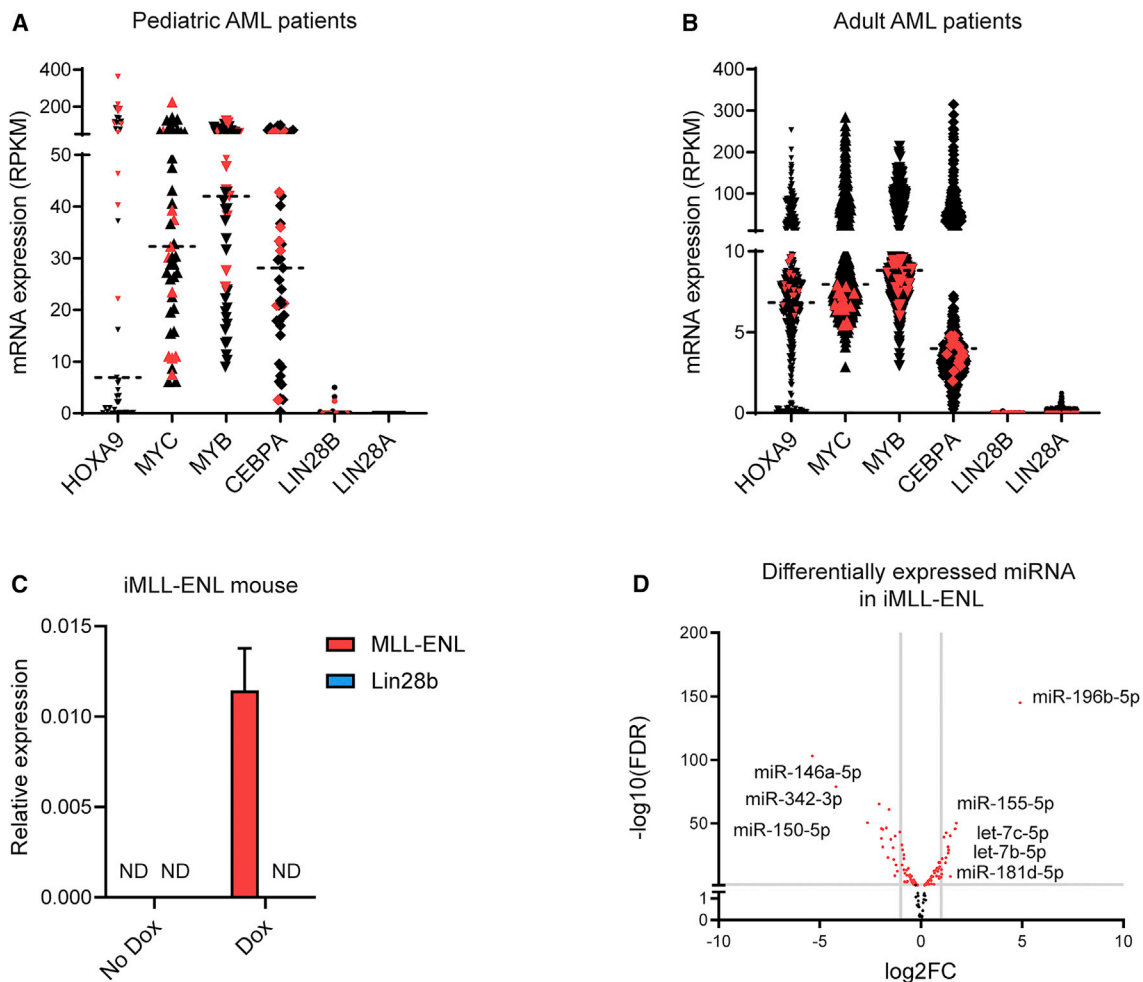 A
Pediatric AML patients
mRNA expression (RPKM)
400
200
50
40
30
20
10
0
HOXA9
MYC
MYB
CEBPA
LIN28B
LIN28A
B
Adult AML patients
mRNA expression (RPKM)
400
300
200
100
10
5
0
HOXA9
MYC
MYB
CEBPA
LIN28B
LIN28A
C
iMLL-ENL mouse
Relative expression
0.015
0.010
0.005
0.000
ND ND ND
No Dox
Dox
MLL-ENL
Lin28b
D
Differentially expressed miRNA
in iMLL-ENL
-log10(FDR)
200
150
100
50
1
0
miR-196b-5p
miR-146a-5p
miR-342-3p
miR-150-5p
miR-155-5p
let-7c-5p
let-7b-5p
miR-181d-5p
-10 -5 0 5 10
log2FC